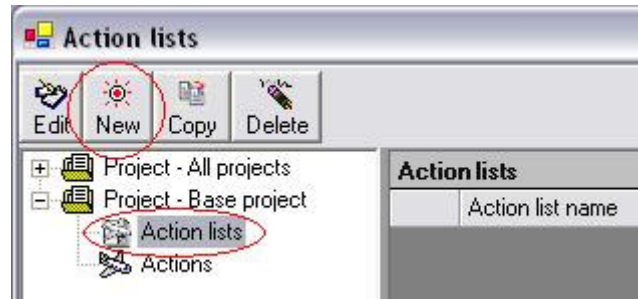 Action lists
Edit New Copy Delete
Project - All projects
Project - Base project
Action lists
Actions
Action lists
Action list name